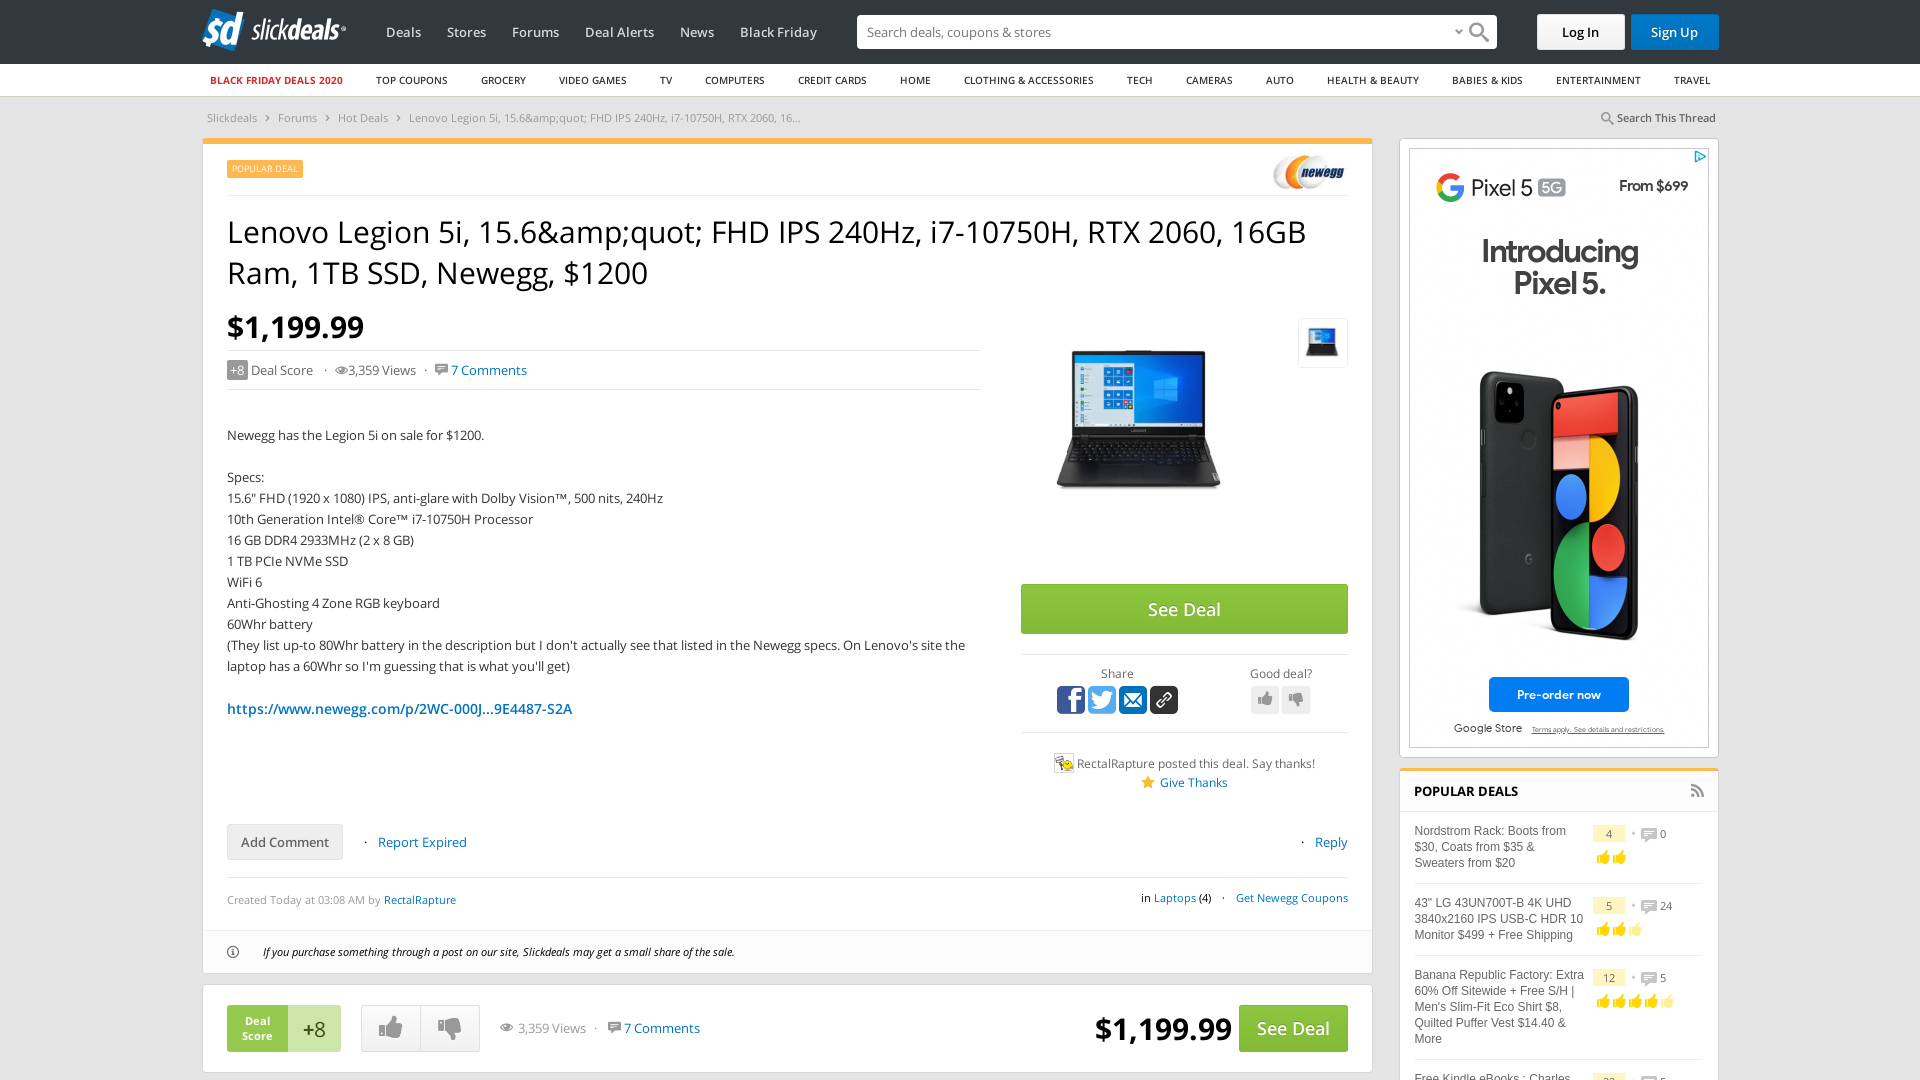 sd slickdeals
Deals
Stores
Forums
Deal Alerts
News
Black Friday
Search deals, coupons & stores
Log In
Sign Up
BLACK FRIDAY DEALS 2020
TOP COUPONS
GROCERY
VIDEO GAMES
TV
COMPUTERS
CREDIT CARDS
HOME
CLOTHING & ACCESSORIES
TECH
CAMERAS
AUTO
HEALTH & BEAUTY
BABIES & KIDS
ENTERTAINMENT
TRAVEL
Slickdeals › Forums › Hot Deals › Lenovo Legion 5i, 15.6&amp;quot; FHD IPS 240Hz, i7-10750H, RTX 2060, 16...
Search This Thread
POPULAR DEAL
newegg
Lenovo Legion 5i, 15.6&amp;quot; FHD IPS 240Hz, i7-10750H, RTX 2060, 16GB
Ram, 1TB SSD, Newegg, $1200
$1,199.99
+8 Deal Score · 3,359 Views · 7 Comments
Newegg has the Legion 5i on sale for $1200.
Specs:
15.6" FHD (1920 x 1080) IPS, anti-glare with Dolby Vision™, 500 nits, 240Hz
10th Generation Intel® Core™ i7-10750H Processor
16 GB DDR4 2933MHz (2 x 8 GB)
1 TB PCIe NVMe SSD
WiFi 6
Anti-Ghosting 4 Zone RGB keyboard
60Whr battery
(They list up-to 80Whr battery in the description but I don't actually see that listed in the Newegg specs. On Lenovo's site the
laptop has a 60Whr so I'm guessing that is what you'll get)
https://www.newegg.com/p/2WC-000J...9E4487-S2A
See Deal
Share
Good deal?
RectalRapture posted this deal. Say thanks!
Give Thanks
Add Comment
· Report Expired
· Reply
Created Today at 03:08 AM by RectalRapture
in Laptops (4) · Get Newegg Coupons
If you purchase something through a post on our site, Slickdeals may get a small share of the sale.
Deal
Score
+8
3,359 Views · 7 Comments
$1,199.99
See Deal
G Pixel 5 5G
From $699
Introducing
Pixel 5.
Pre-order now
Google Store
Terms apply. See details and restrictions.
POPULAR DEALS
Nordstrom Rack: Boots from
$30, Coats from $35 &
Sweaters from $20
4 • 0
43" LG 43UN700T-B 4K UHD
3840x2160 IPS USB-C HDR 10
Monitor $499 + Free Shipping
5 • 24
Banana Republic Factory: Extra
60% Off Sitewide + Free S/H |
Men's Slim-Fit Eco Shirt $8,
Quilted Puffer Vest $14.40 &
More
12 • 5
Free Kindle eBooks : Charles